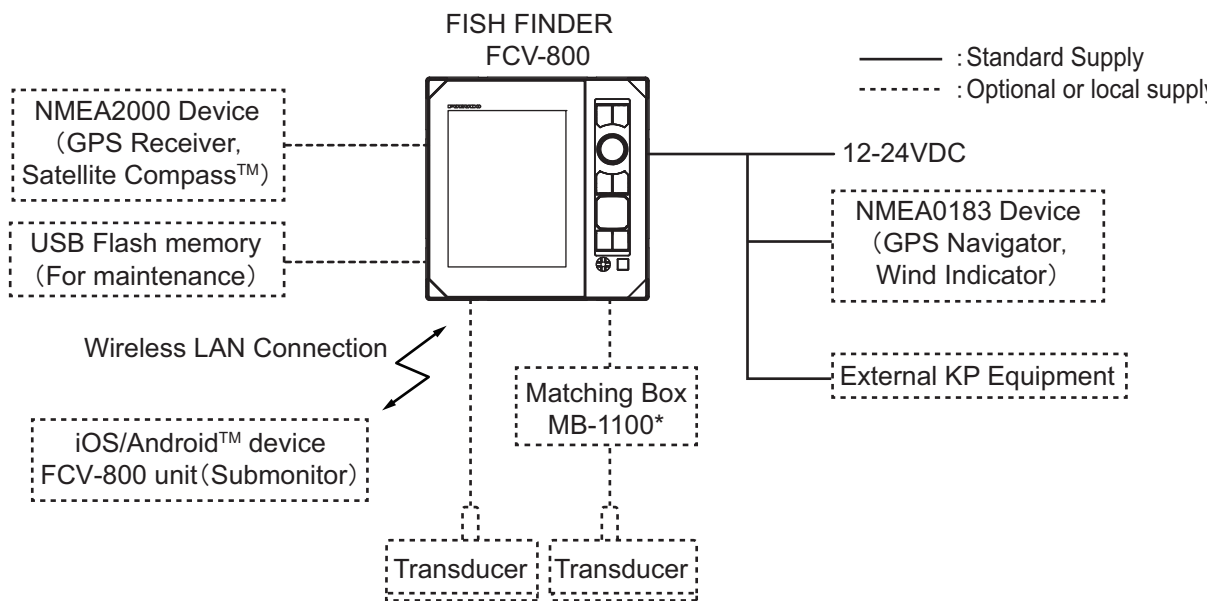 FISH FINDER
FCV-800
: Standard Supply
: Optional or local supply
NMEA2000 Device
(GPS Receiver,
Satellite Compass™)
12-24VDC
NMEA0183 Device
(GPS Navigator,
Wind Indicator)
USB Flash memory
(For maintenance)
Wireless LAN Connection
External KP Equipment
Matching Box
MB-1100*
iOS/Android™ device
FCV-800 unit (Submonitor)
Transducer
Transducer